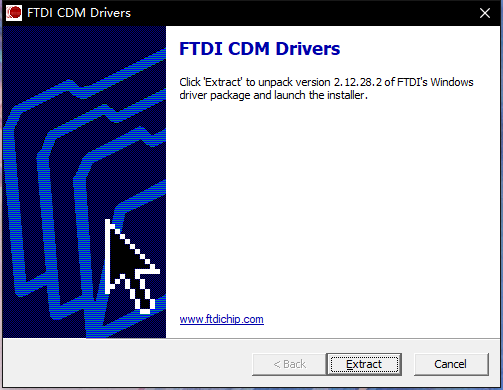 FTDI CDM Drivers
FTDI CDM Drivers
Click 'Extract' to unpack version 2.12.28.2 of FTDI's Windows
driver package and launch the installer.
www.ftdichip.com
< Back
Extract
Cancel